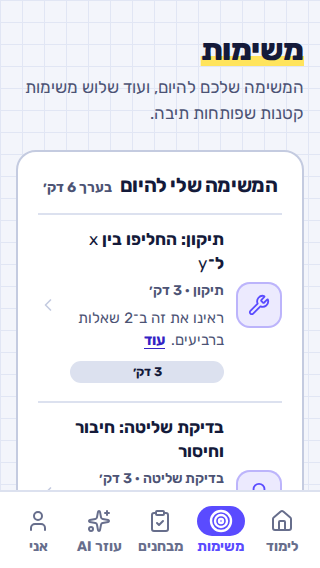 משימות
המשימה שלכם להיום, ועוד שלוש משימות
קטנות שפותחות תיבה.
המשימה שלי להיום בערך 6 דק׳
תיקון: החליפו בין x
ל־y
תיקון · 3 דק׳
ראינו את זה ב־2 שאלות
ברביעים. עוד
3 דק׳
בדיקת שליטה: חיבור
וחיסור
בדיקת שליטה · 3 דק׳
לימוד משימות מבחנים עוזר AI אני